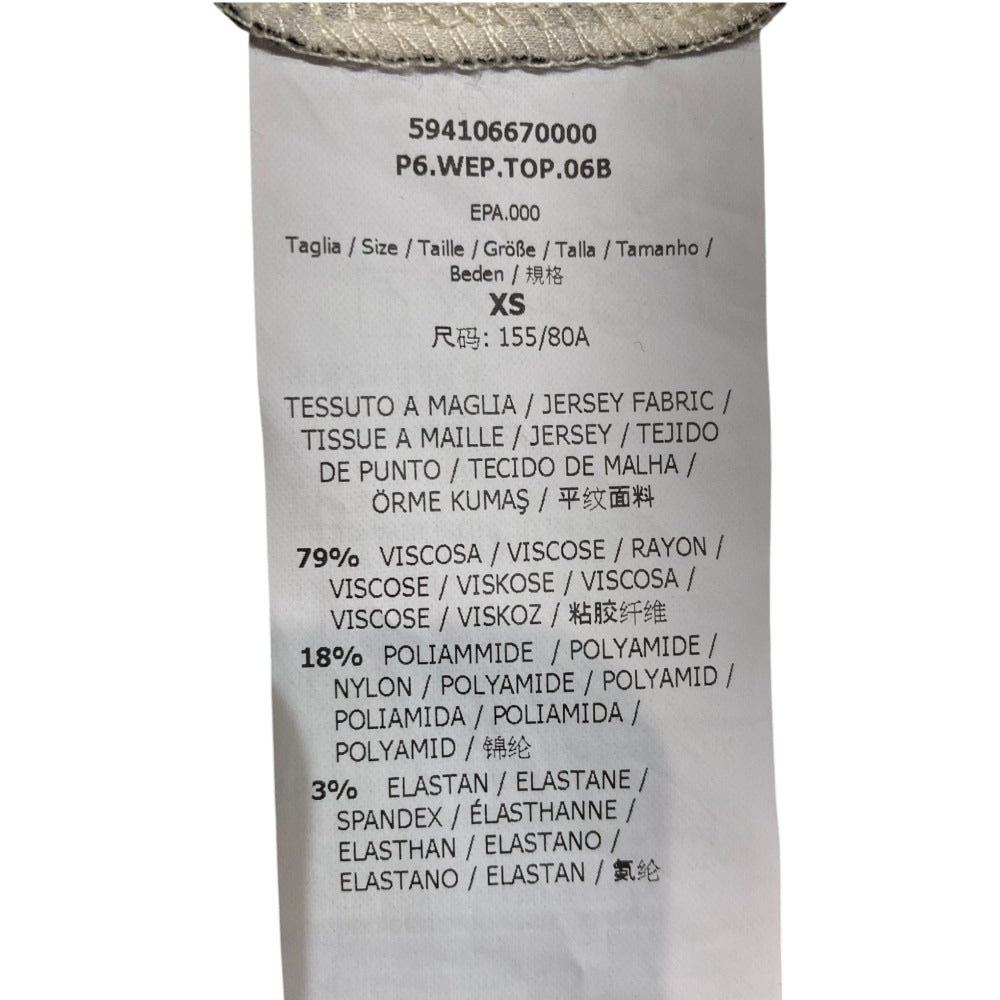 594106670000
P6.WEP.TOP.06B
EPA.000
Taglia / Size / Taille / Größe / Talla / Tamanho /
Beden / 規格
XS
尺码: 155/80A
TESSUTO A MAGLIA / JERSEY FABRIC /
TISSUE A MAILLE / JERSEY / TEJIDO
DE PUNTO / TECIDO DE MALHA /
ÖRME KUMAŞ / 平纹面料
79% VISCOSA / VISCOSE / RAYON /
VISCOSE / VISKOSE / VISCOSA /
VISCOSE / VISKOZ / 粘胶纤维
18% POLIAMMIDE / POLYAMIDE /
NYLON / POLYAMIDE / POLYAMID /
POLIAMIDA / POLIAMIDA /
POLYAMID / 锦纶
3% ELASTAN / ELASTANE /
SPANDEX / ÉLASTHANNE /
ELASTHAN / ELASTANO /
ELASTANO / ELASTAN / 氨纶